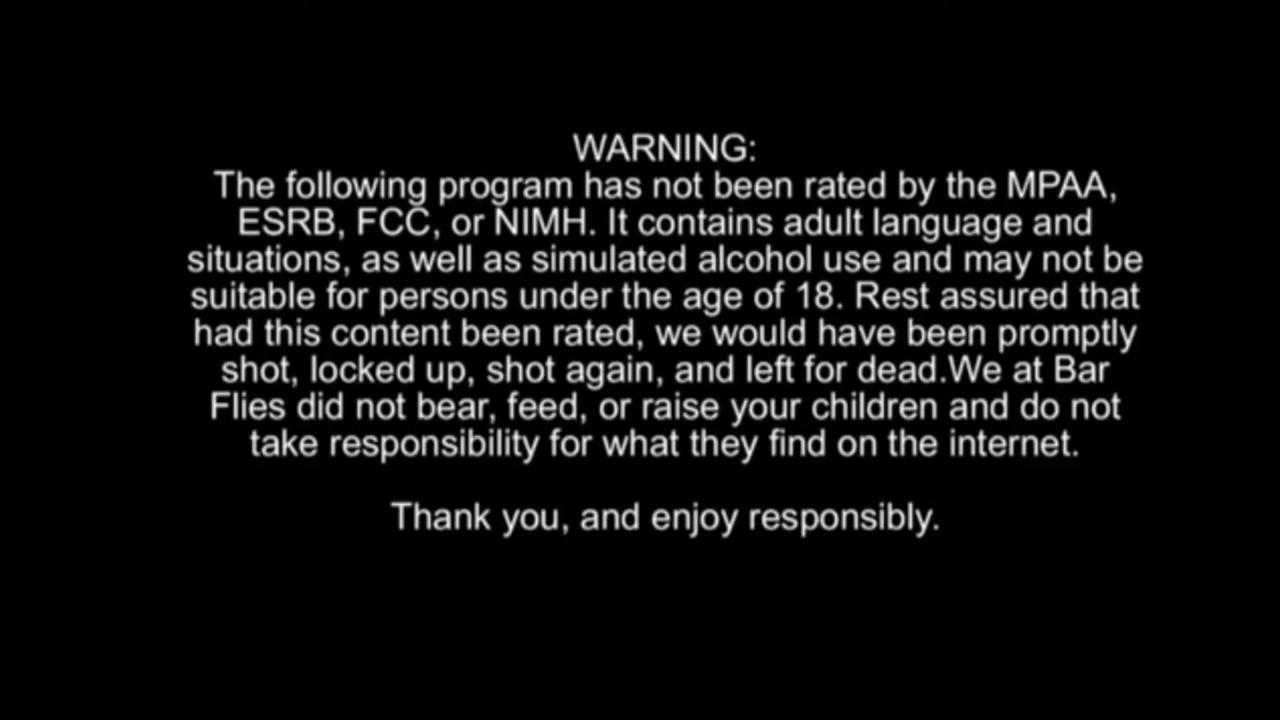 WARNING:
The following program has not been rated by the MPAA,
ESRB, FCC, or NIMH. It contains adult language and
situations, as well as simulated alcohol use and may not be
suitable for persons under the age of 18. Rest assured that
had this content been rated, we would have been promptly
shot, locked up, shot again, and left for dead.We at Bar
Flies did not bear, feed, or raise your children and do not
take responsibility for what they find on the internet.
Thank you, and enjoy responsibly.